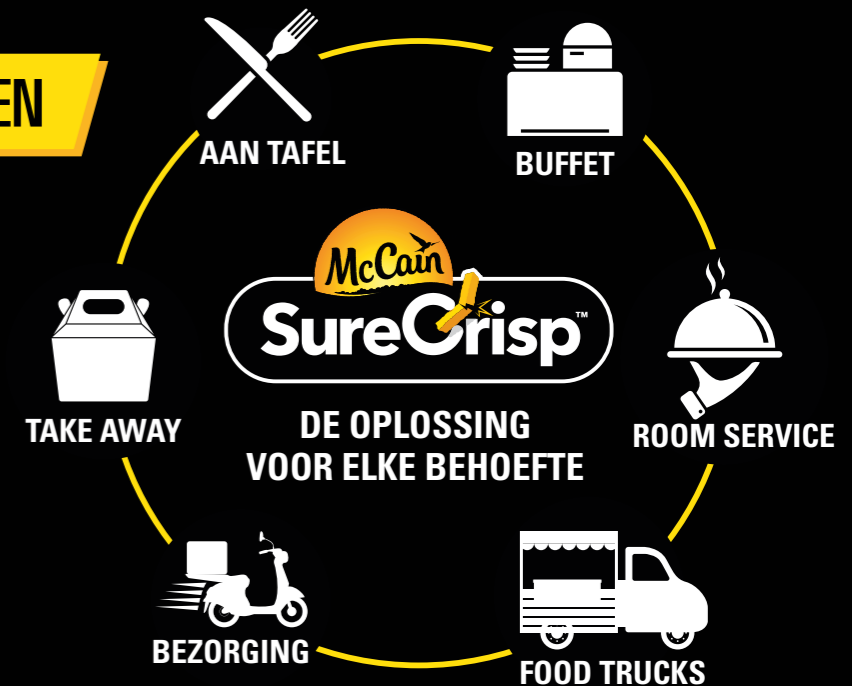 EN
AAN TAFEL
BUFFET
McCain
SureCrisp™
DE OPLOSSING
VOOR ELKE BEHOEFTE
TAKE AWAY
ROOM SERVICE
BEZORGING
FOOD TRUCKS